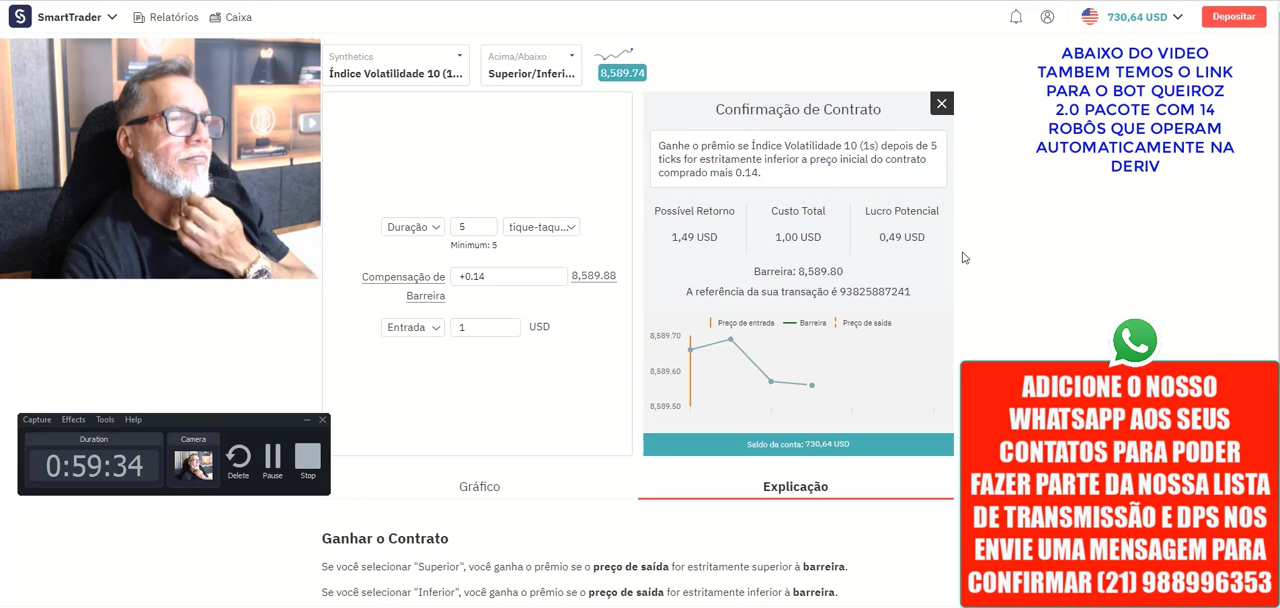 SmartTrader
Relatórios
Caixa
730,64 USD
Depositar
Synthetics
Índice Volatilidade 10 (1...
Acima/Abaixo
Superior/Inferi...
8,589.74
ABAIXO DO VIDEO
TAMBEM TEMOS O LINK
PARA O BOT QUEIROZ
2.0 PACOTE COM 14
ROBÔS QUE OPERAM
AUTOMATICAMENTE NA
DERIV
Duração
5
tique-taqu...
Minimum: 5
Compensação de
Barreira
+0.14
8,589.88
Entrada
1
USD
Confirmação de Contrato
Ganhe o prêmio se Índice Volatilidade 10 (1s) depois de 5
ticks for estritamente inferior a preço inicial do contrato
comprado mais 0.14.
Possível Retorno
Custo Total
Lucro Potencial
1,49 USD
1,00 USD
0,49 USD
Barreira: 8,589.80
A referência da sua transação é 93825887241
Preço de entrada
Barreira
Preço de saída
8,589.70
8,589.60
8,589.50
Saldo da conta: 730,64 USD
Capture
Effects
Tools
Help
Duration
0:59:34
Camera
Delete
Pause
Stop
Gráfico
Explicação
Ganhar o Contrato
Se você selecionar "Superior", você ganha o prêmio se o preço de saída for estritamente superior à barreira.
Se você selecionar "Inferior", você ganha o prêmio se o preço de saída for estritamente inferior à barreira.
ADICIONE O NOSSO
WHATSAPP AOS SEUS
CONTATOS PARA PODER
FAZER PARTE DA NOSSA LISTA
DE TRANSMISSÃO E DPS NOS
ENVIE UMA MENSAGEM PARA
CONFIRMAR (21) 988996353